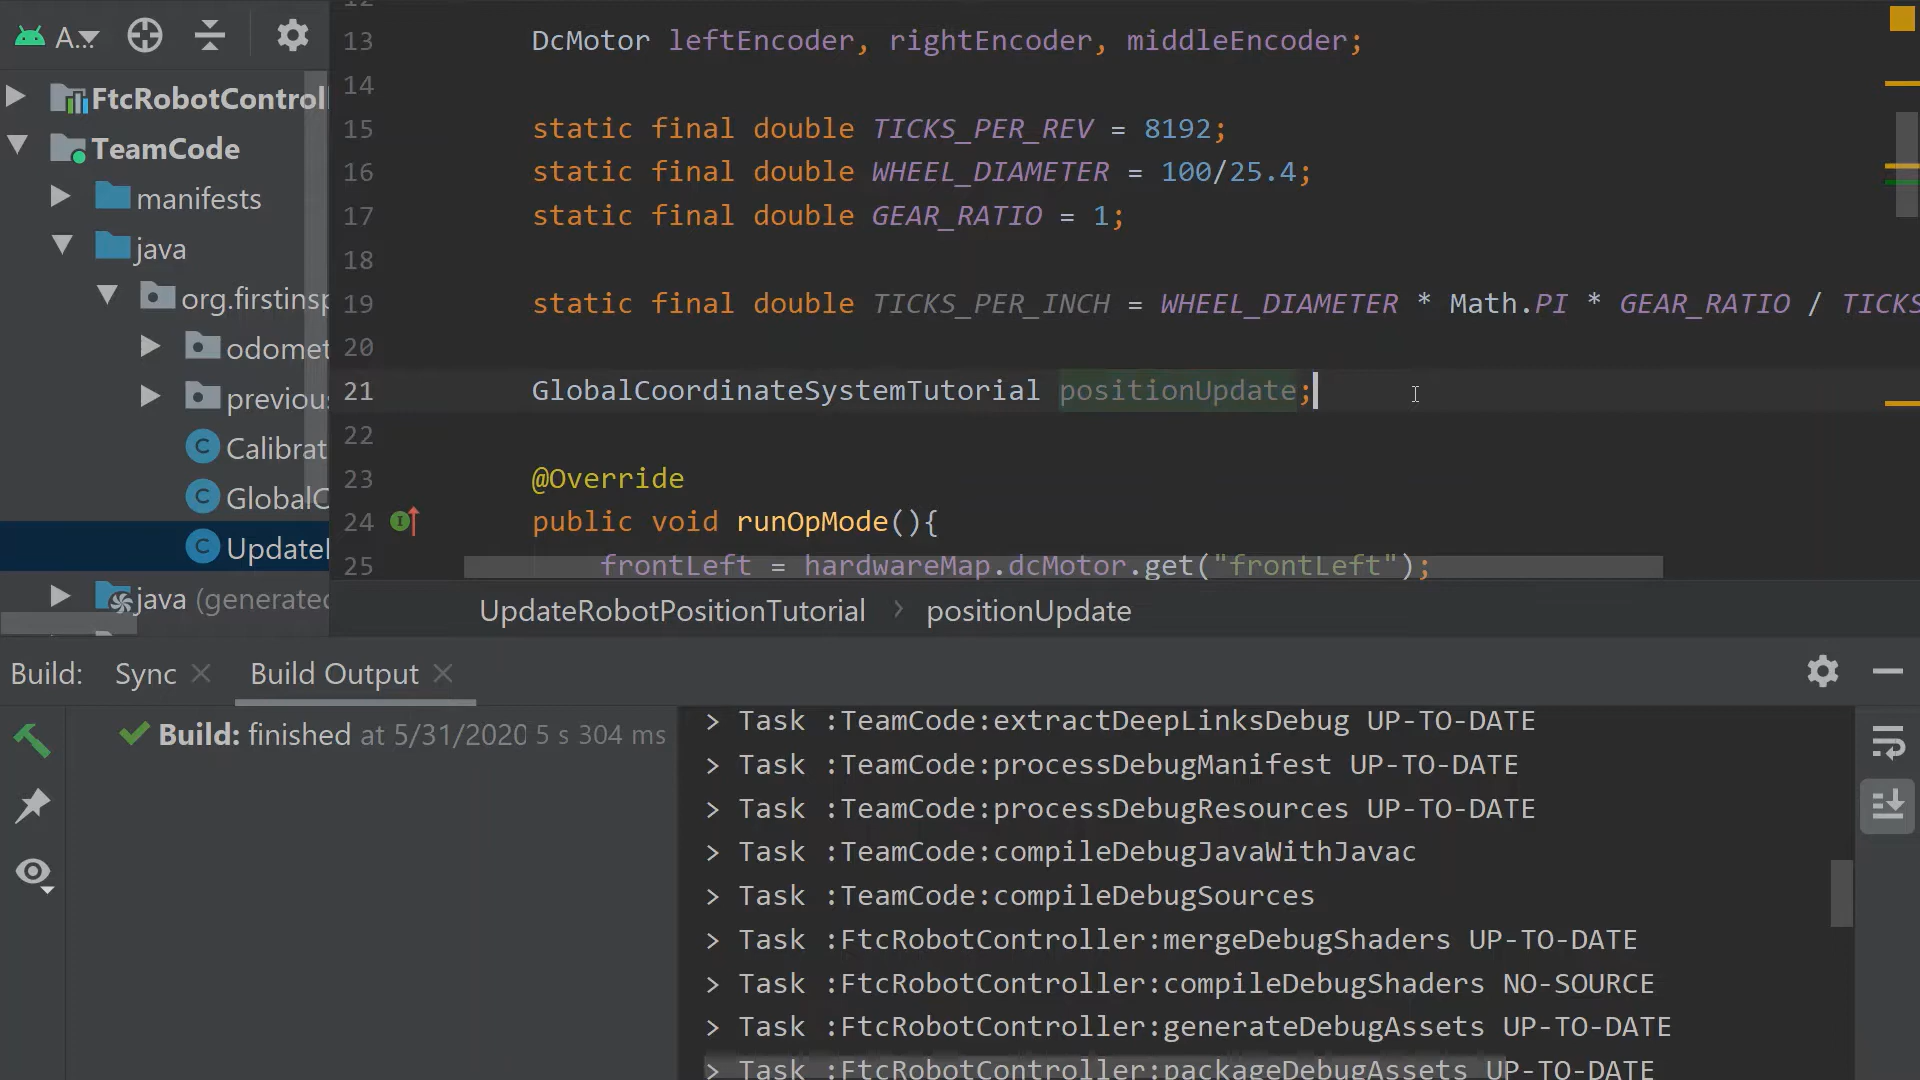 A...
FtcRobotControl
TeamCode
manifests
java
org.firstinsp
odomet
previou
Calibrat
GlobalC
Update
java (generated
12
13 DcMotor leftEncoder, rightEncoder, middleEncoder;
14
15 static final double TICKS_PER_REV = 8192;
16 static final double WHEEL_DIAMETER = 100/25.4;
17 static final double GEAR_RATIO = 1;
18
19 static final double TICKS_PER_INCH = WHEEL_DIAMETER * Math.PI * GEAR_RATIO / TICKS
20
21 GlobalCoordinateSystemTutorial positionUpdate;
22
23 @Override
24 public void runOpMode(){
25 frontLeft = hardwareMap.dcMotor.get("frontLeft");
UpdateRobotPositionTutorial > positionUpdate
Build: Sync Build Output
Build: finished at 5/31/2020 5 s 304 ms
> Task :TeamCode:extractDeepLinksDebug UP-TO-DATE
> Task :TeamCode:processDebugManifest UP-TO-DATE
> Task :TeamCode:processDebugResources UP-TO-DATE
> Task :TeamCode:compileDebugJavaWithJavac
> Task :TeamCode:compileDebugSources
> Task :FtcRobotController:mergeDebugShaders UP-TO-DATE
> Task :FtcRobotController:compileDebugShaders NO-SOURCE
> Task :FtcRobotController:generateDebugAssets UP-TO-DATE
> Task :FtcRobotController:packageDebugAssets UP-TO-DATE